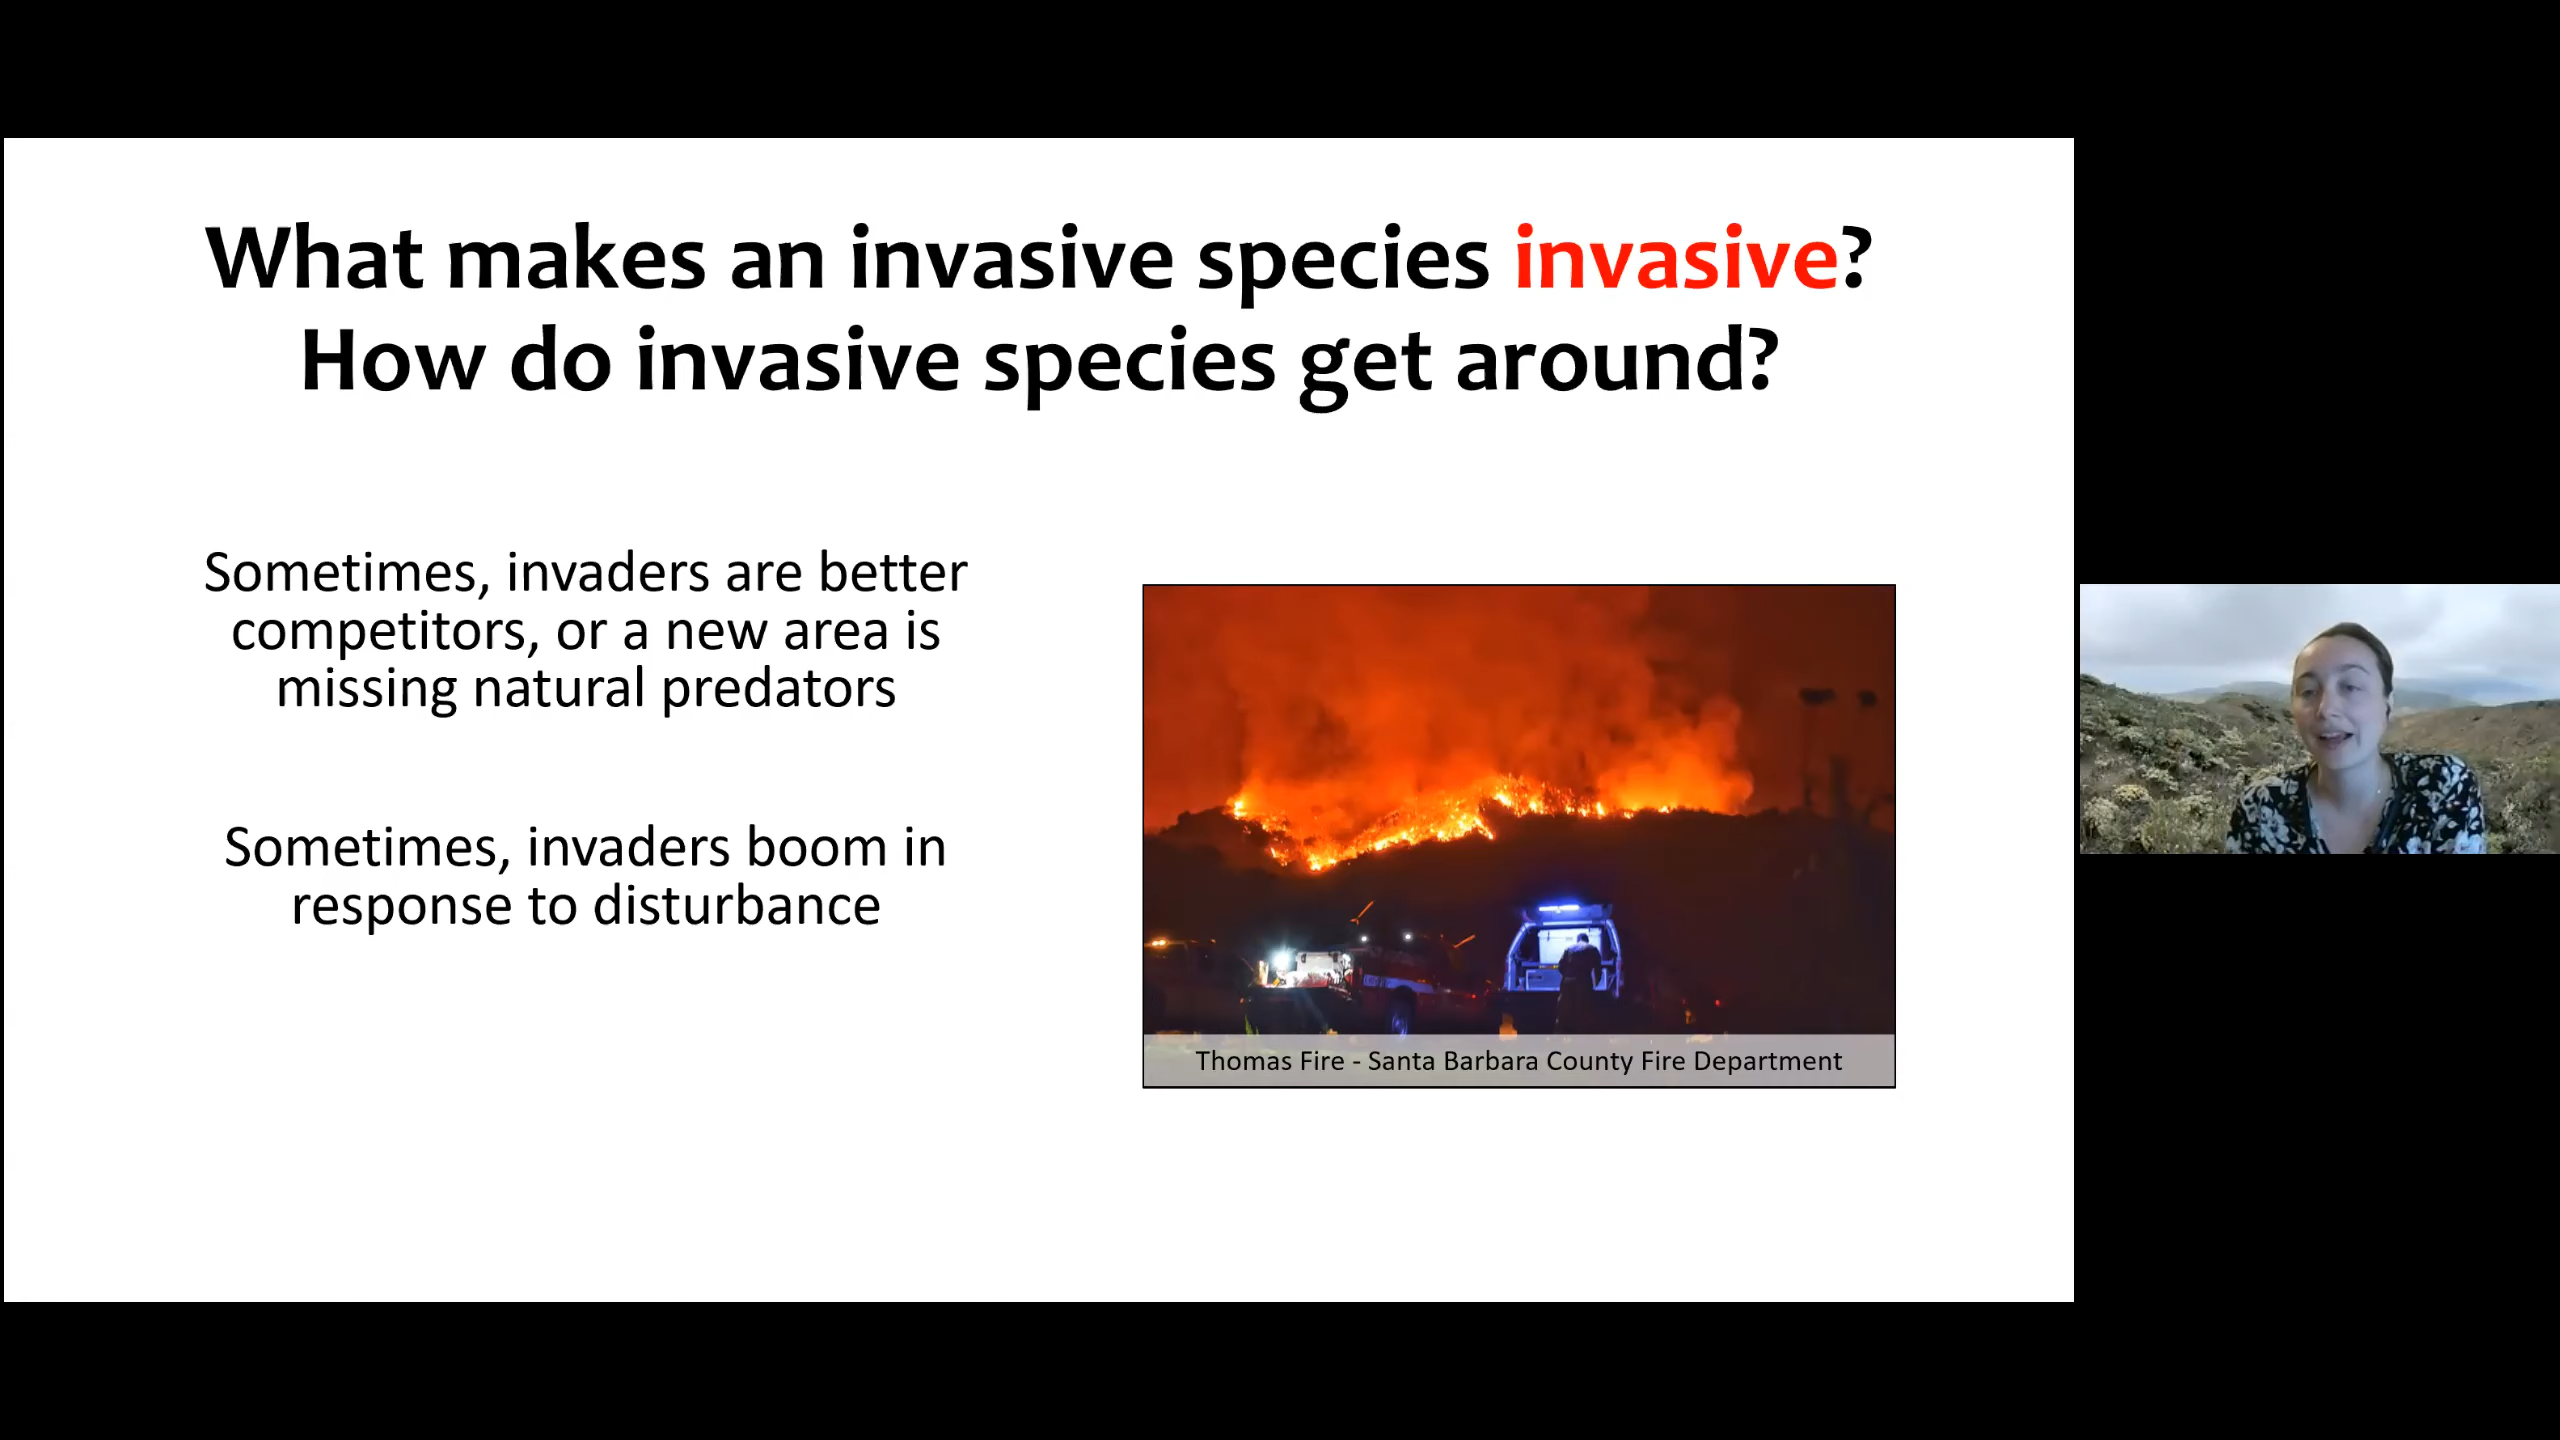 What makes an invasive species invasive?
How do invasive species get around?
Sometimes, invaders are better
competitors, or a new area is
missing natural predators
Sometimes, invaders boom in
response to disturbance
Thomas Fire - Santa Barbara County Fire Department